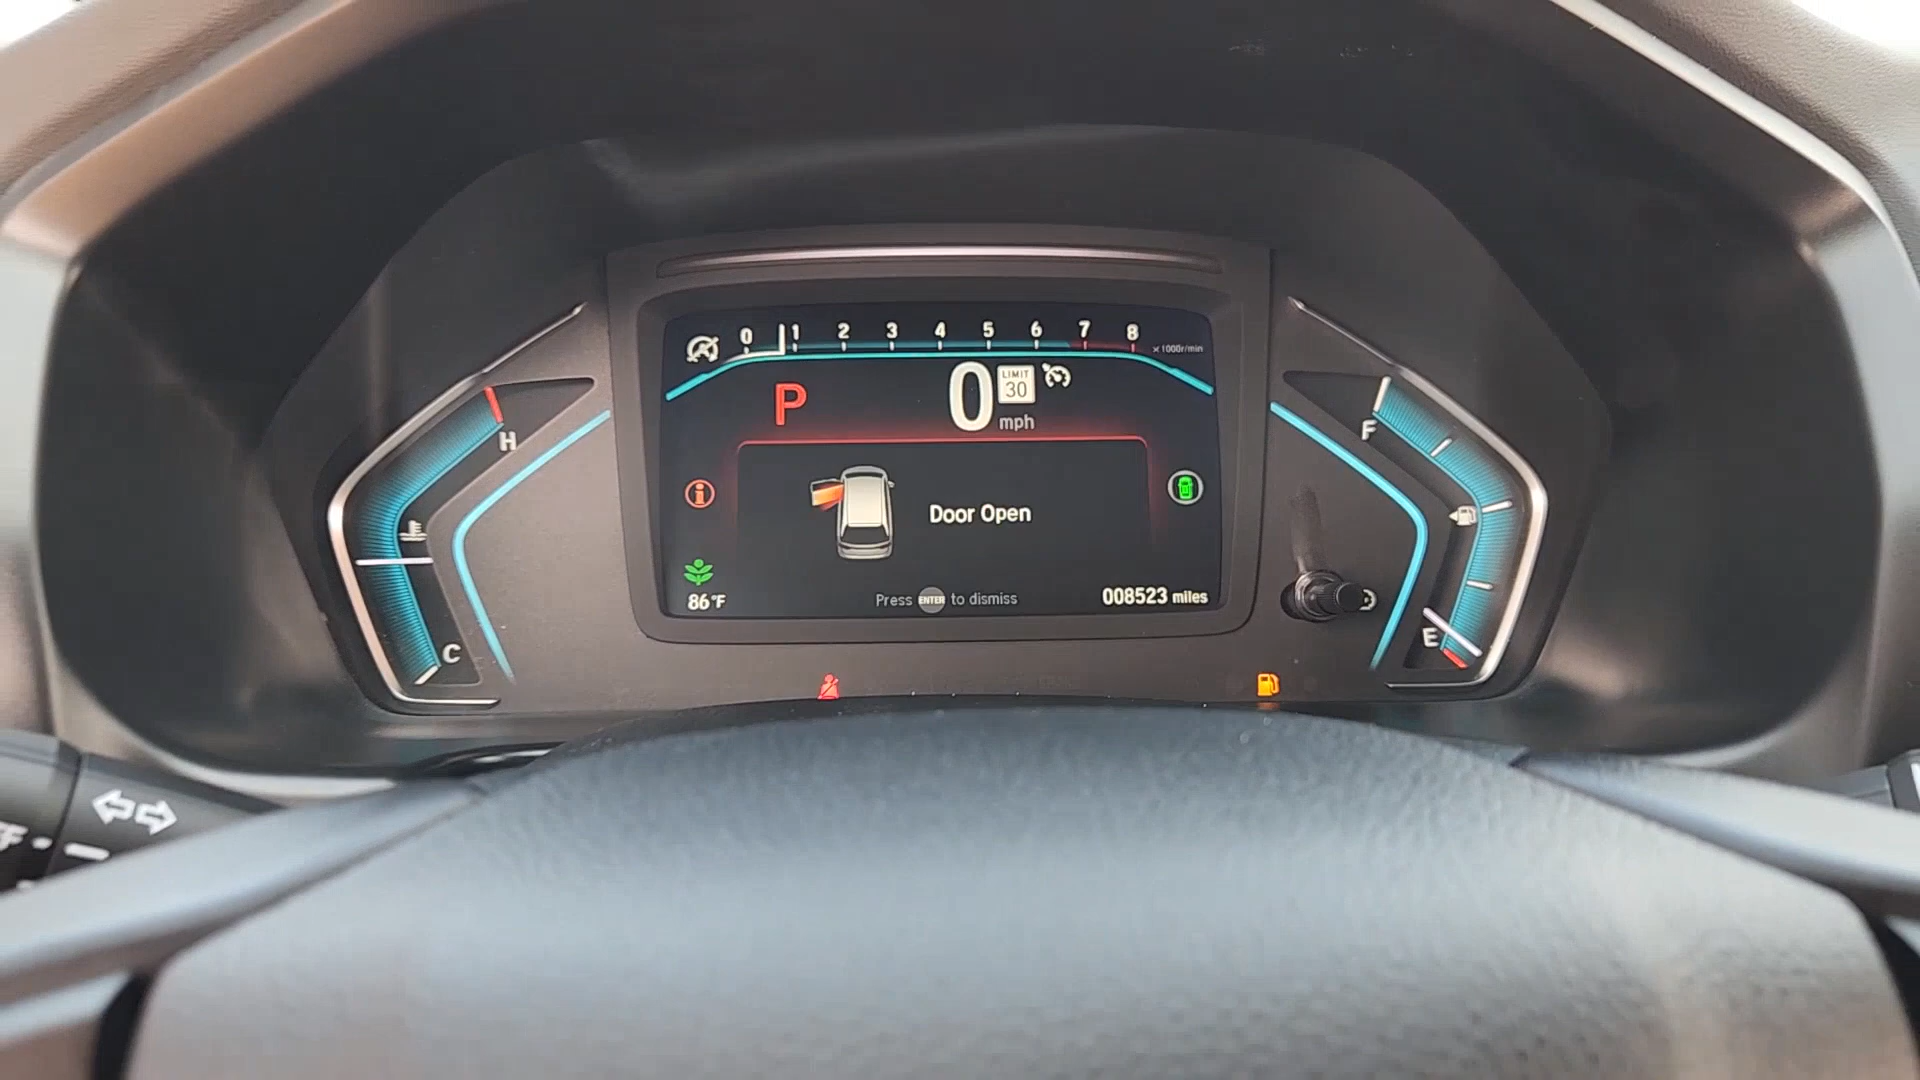 0 1 2 3 4 5 6 7 8
x1000r/min
P
0
LIMIT
30
mph
H
F
Door Open
86°F
Press ENTER to dismiss
008523 miles
E
C